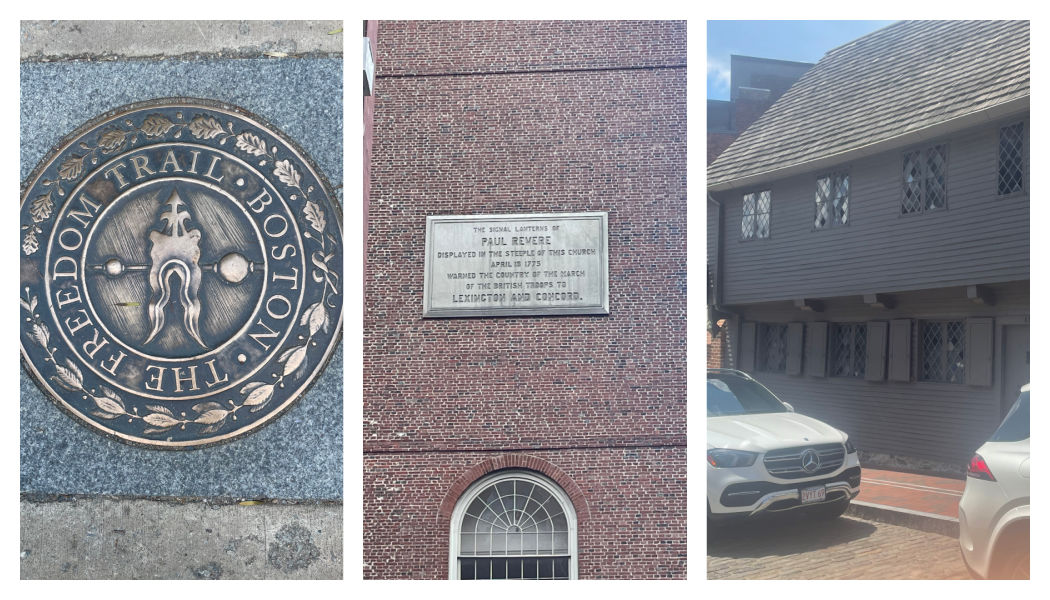 THE FREEDOM TRAIL · BOSTON ·
THE SIGNAL LANTERNS OF
PAUL REVERE
DISPLAYED IN THE STEEPLE OF THIS CHURCH
APRIL 18 1775
WARNED THE COUNTRY OF THE MARCH
OF THE BRITISH TROOPS TO
LEXINGTON AND CONCORD.